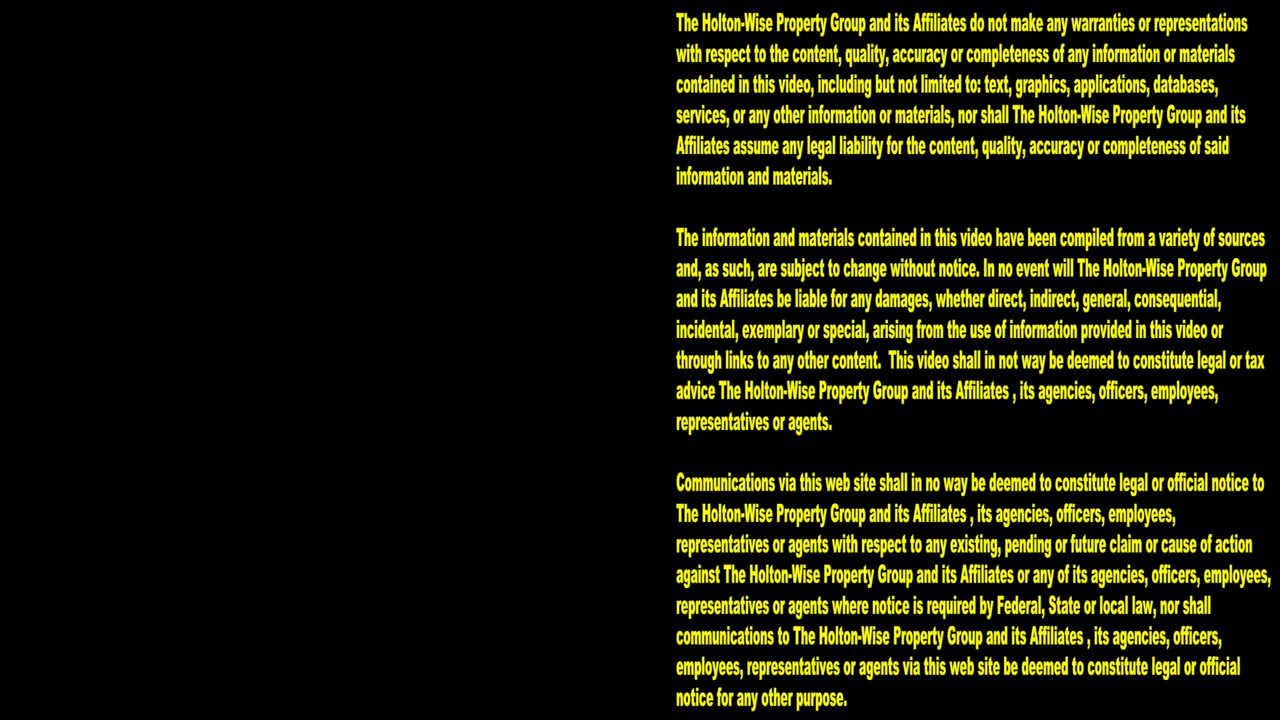 The Holton-Wise Property Group and its Affiliates do not make any warranties or representations
with respect to the content, quality, accuracy or completeness of any information or materials
contained in this video, including but not limited to: text, graphics, applications, databases,
services, or any other information or materials, nor shall The Holton-Wise Property Group and its
Affiliates assume any legal liability for the content, quality, accuracy or completeness of said
information and materials.
The information and materials contained in this video have been compiled from a variety of sources
and, as such, are subject to change without notice. In no event will The Holton-Wise Property Group
and its Affiliates be liable for any damages, whether direct, indirect, general, consequential,
incidental, exemplary or special, arising from the use of information provided in this video or
through links to any other content.  This video shall in not way be deemed to constitute legal or tax
advice The Holton-Wise Property Group and its Affiliates , its agencies, officers, employees,
representatives or agents.
Communications via this web site shall in no way be deemed to constitute legal or official notice to
The Holton-Wise Property Group and its Affiliates , its agencies, officers, employees,
representatives or agents with respect to any existing, pending or future claim or cause of action
against The Holton-Wise Property Group and its Affiliates or any of its agencies, officers, employees,
representatives or agents where notice is required by Federal, State or local law, nor shall
communications to The Holton-Wise Property Group and its Affiliates , its agencies, officers,
employees, representatives or agents via this web site be deemed to constitute legal or official
notice for any other purpose.